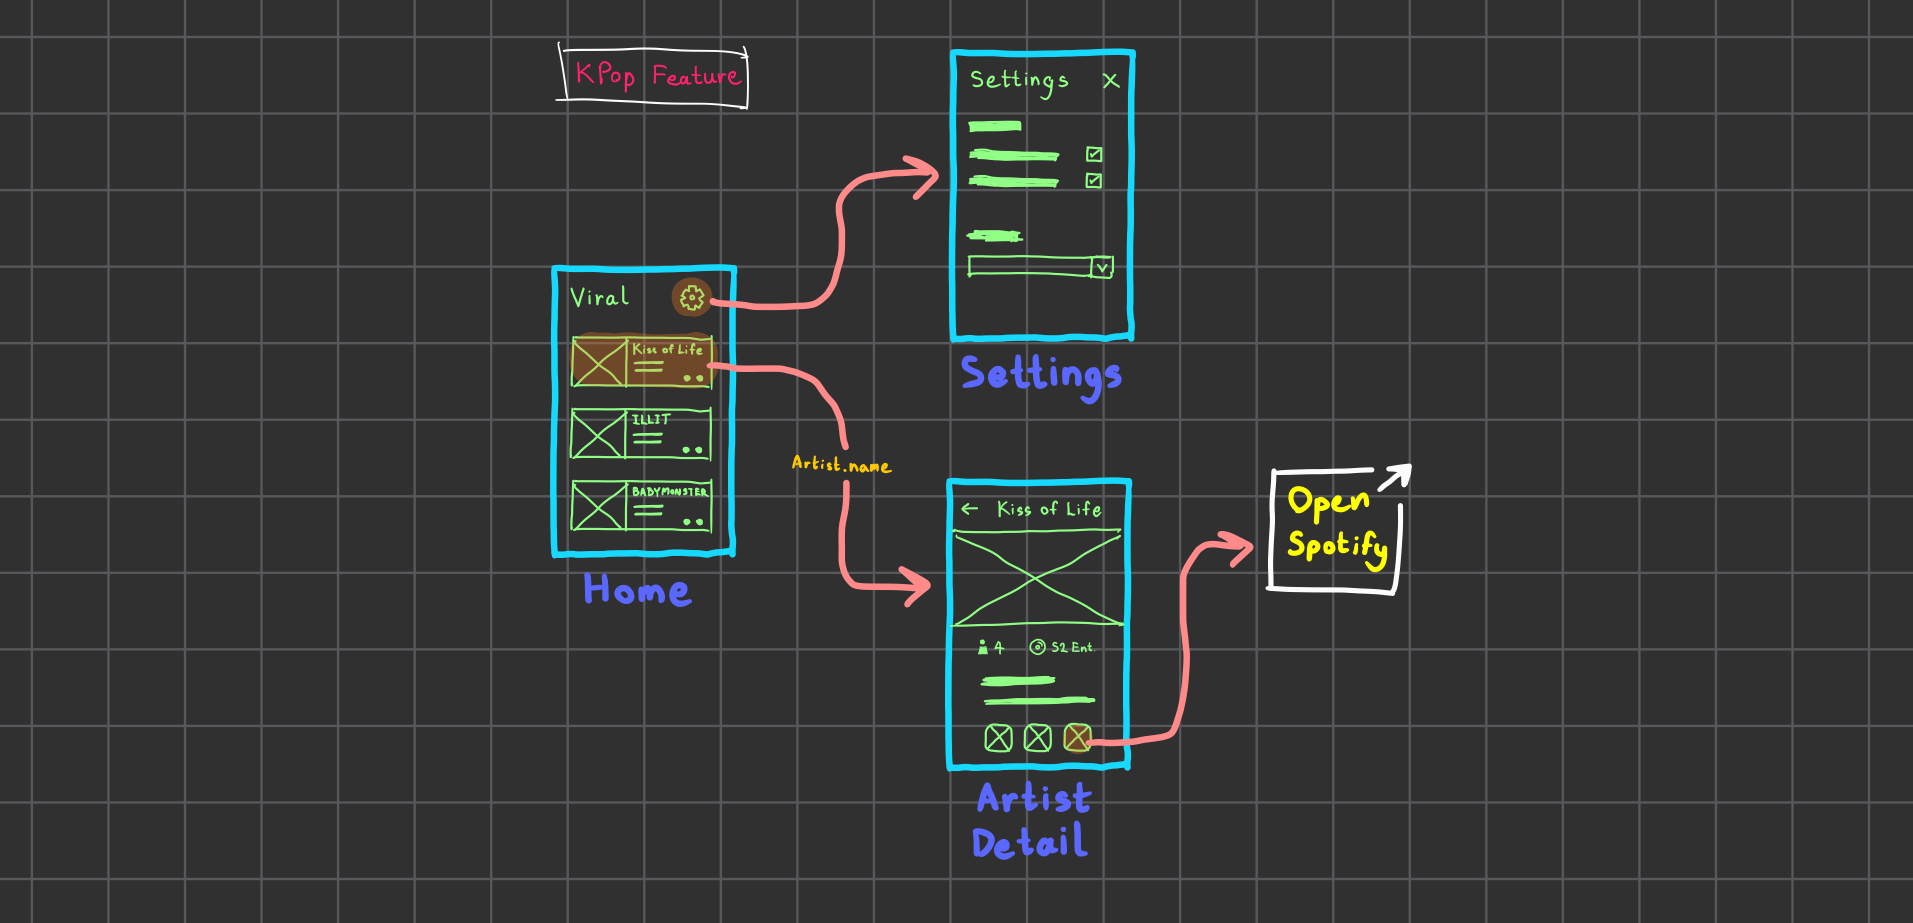 KPop Feature
Settings X
Viral
Kiss of Life
ILLIT
BABYMONSTER
Home
Settings
Artist.name
Kiss of Life
4 S2 Ent.
Artist
Detail
Open
Spotify